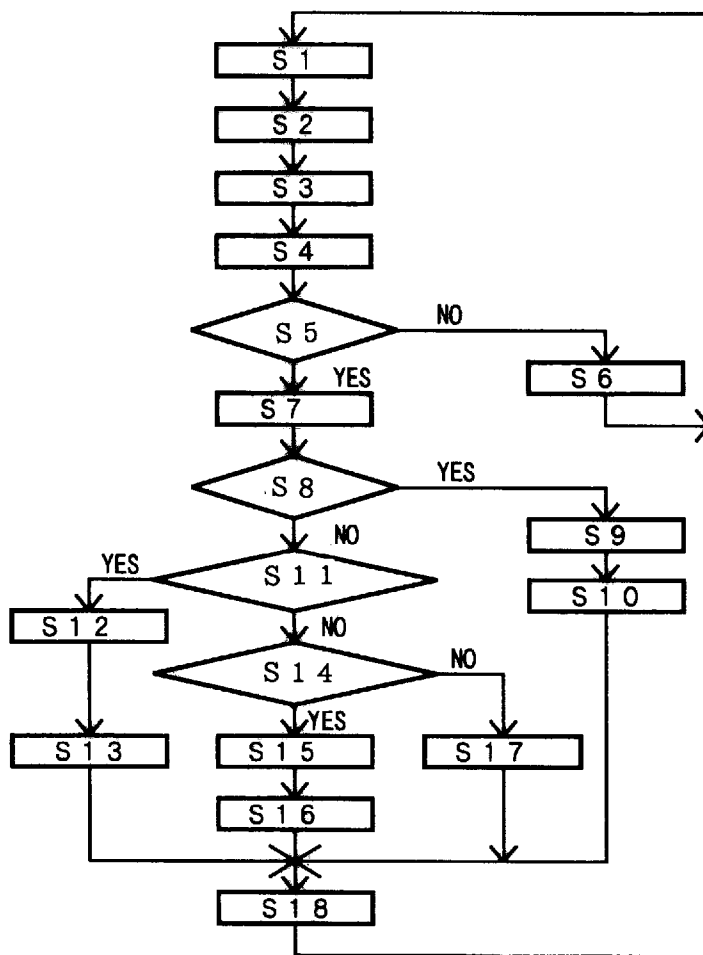 S1
S2
S3
S4
S5
NO
S6
YES
S7
S8
YES
S9
NO
S11
YES
S10
S12
NO
S14
NO
YES
S13
S15
S17
S16
S18